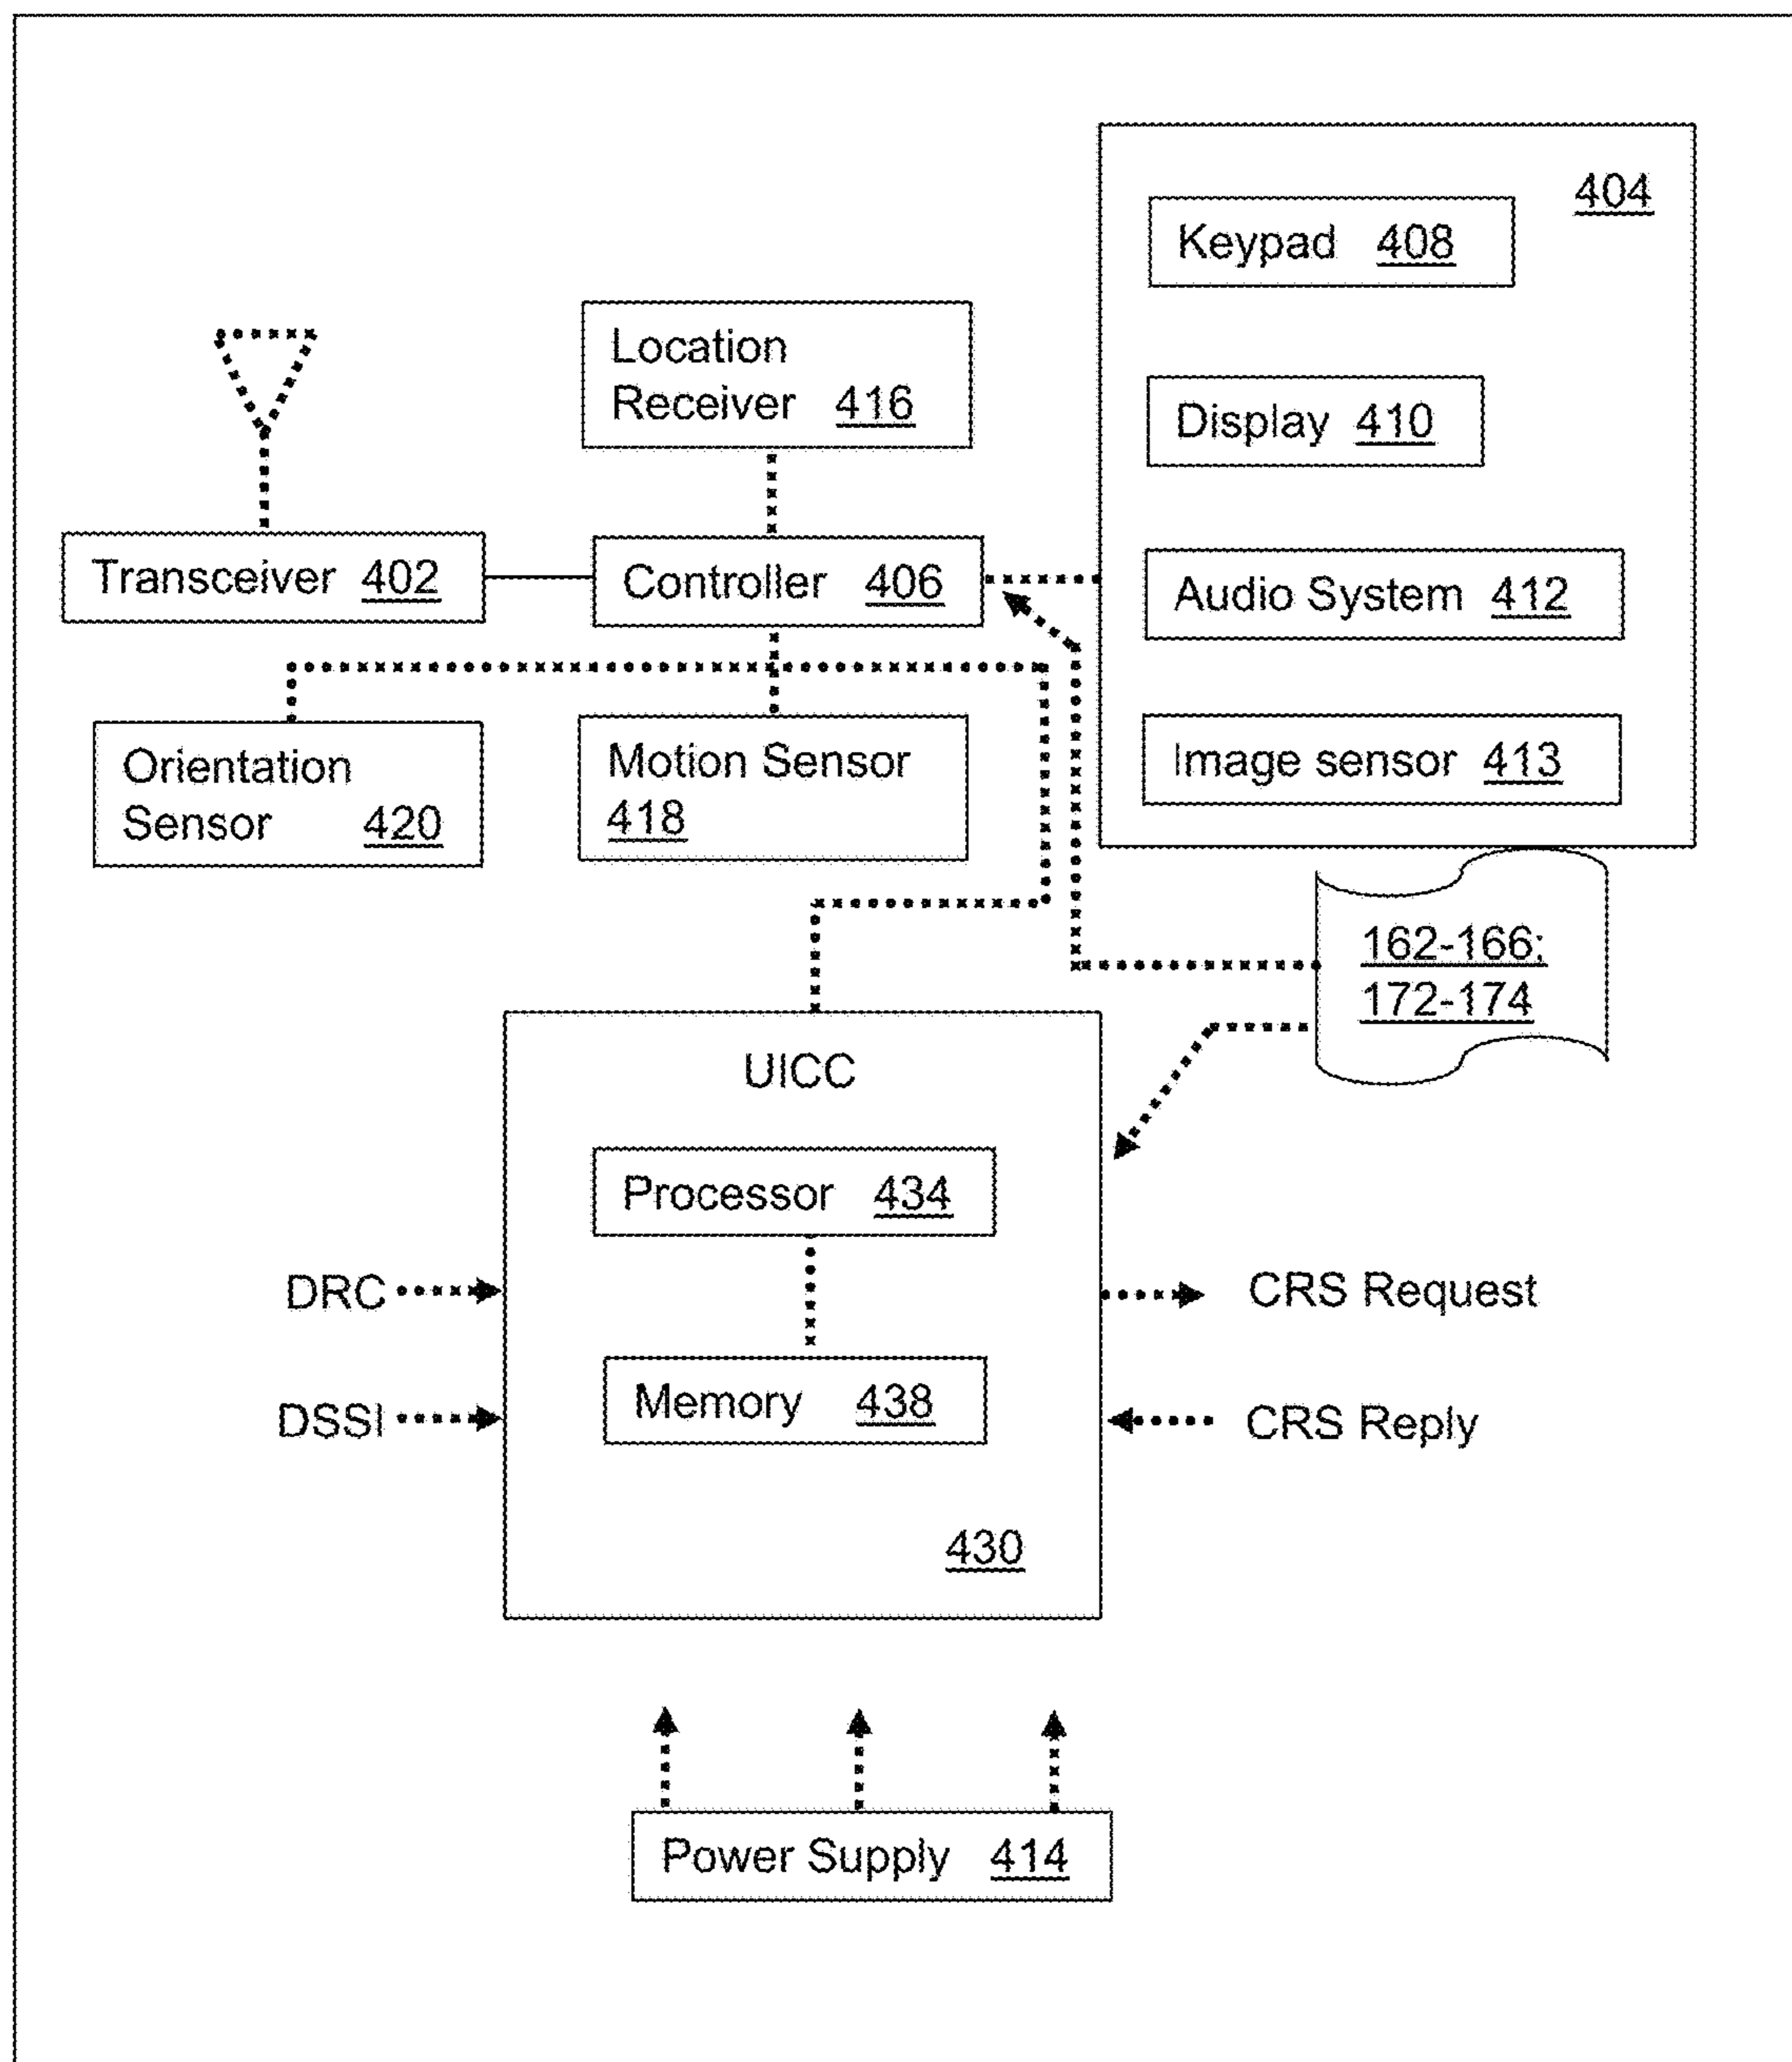 404
Keypad 408
Location
Receiver 416
Display 410
Transceiver 402
Controller 406
Audio System 412
Orientation
Sensor 420
Motion Sensor
418
Image sensor 413
162-166;
172-174
UICC
Processor 434
DRC
CRS Request
Memory 438
DSSI
CRS Reply
430
Power Supply 414